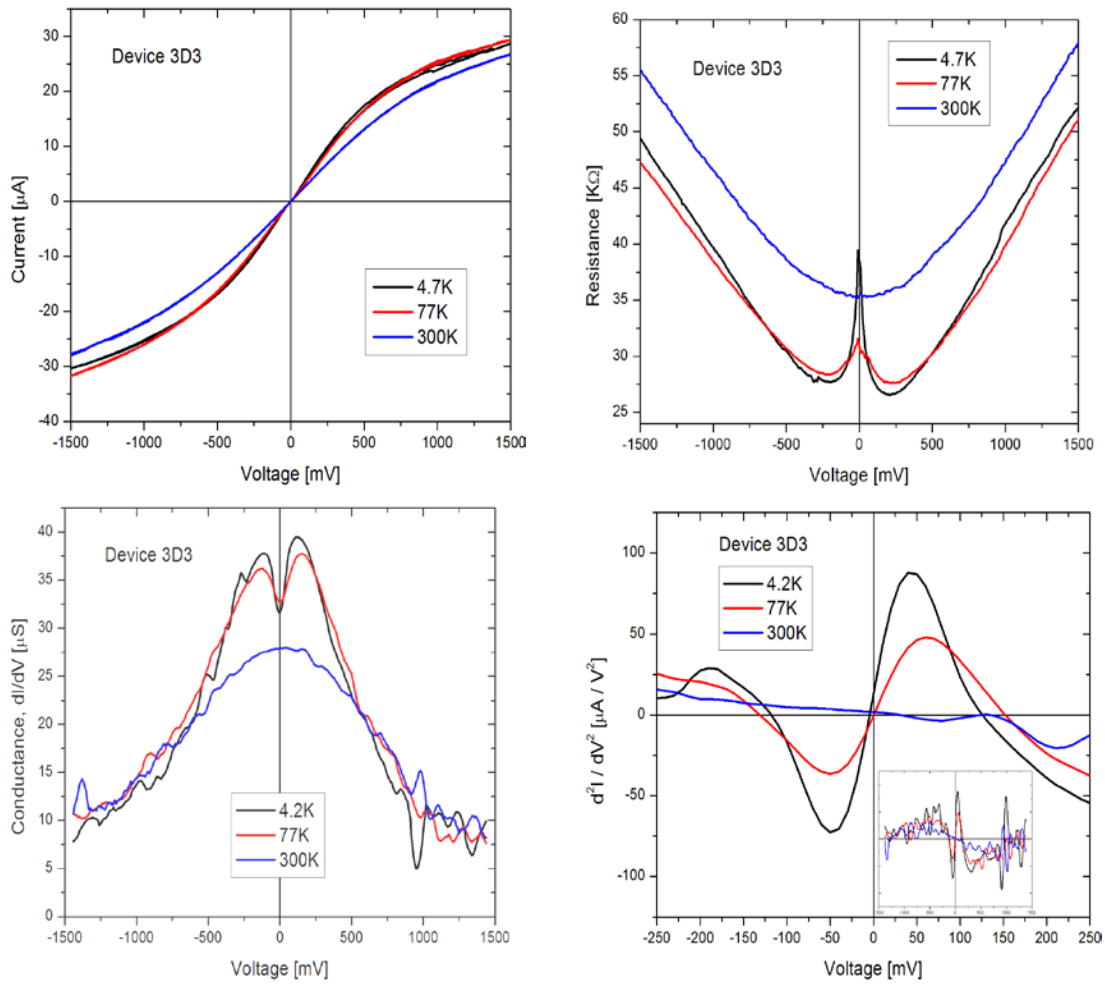 Device 3D3
Current [μA]
30
20
10
0
-10
-20
-30
-40
4.7K
77K
300K
-1500 -1000 -500 0 500 1000 1500
Voltage [mV]
Device 3D3
Resistance [KΩ]
60
55
50
45
40
35
30
25
4.7K
77K
300K
-1500 -1000 -500 0 500 1000 1500
Voltage [mV]
Device 3D3
Conductance, dI/dV [μS]
40
35
30
25
20
15
10
5
0
4.2K
77K
300K
-1500 -1000 -500 0 500 1000 1500
Voltage [mV]
Device 3D3
d²I / dV² [μA / V²]
100
50
0
-50
-100
4.2K
77K
300K
-250 -200 -150 -100 -50 0 50 100 150 200 250
Voltage [mV]